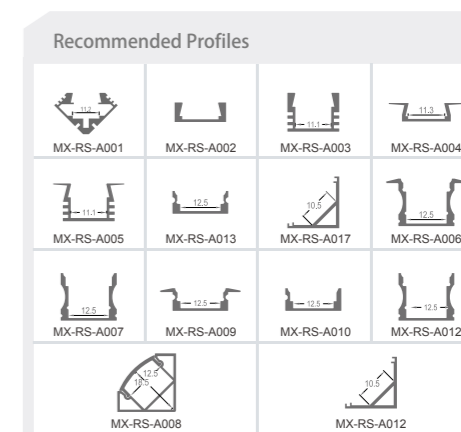 Recommended Profiles
11.2
11.1
11.3
MX-RS-A001 MX-RS-A002 MX-RS-A003 MX-RS-A004
11.1
12.5
10.5
12.5
MX-RS-A005 MX-RS-A013 MX-RS-A017 MX-RS-A006
12.5
12.5
12.5
12.5
MX-RS-A007 MX-RS-A009 MX-RS-A010 MX-RS-A012
12.5
18.5
10.5
MX-RS-A008 MX-RS-A012